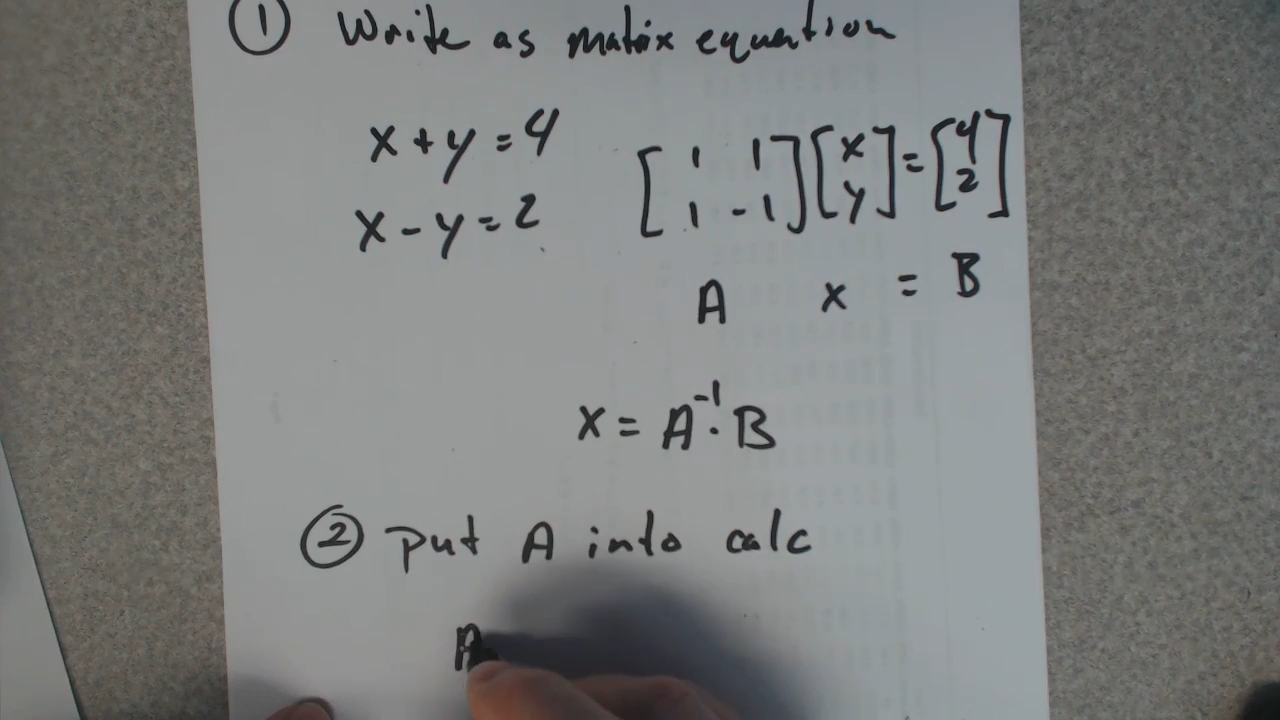 ① Write as matrix equation
x + y = 4
x - y = 2
[ 1 1
1 -1 ] [ x
y ] = [ 4
2 ]
A x = B
x = A⁻¹ · B
② put A into calc
A